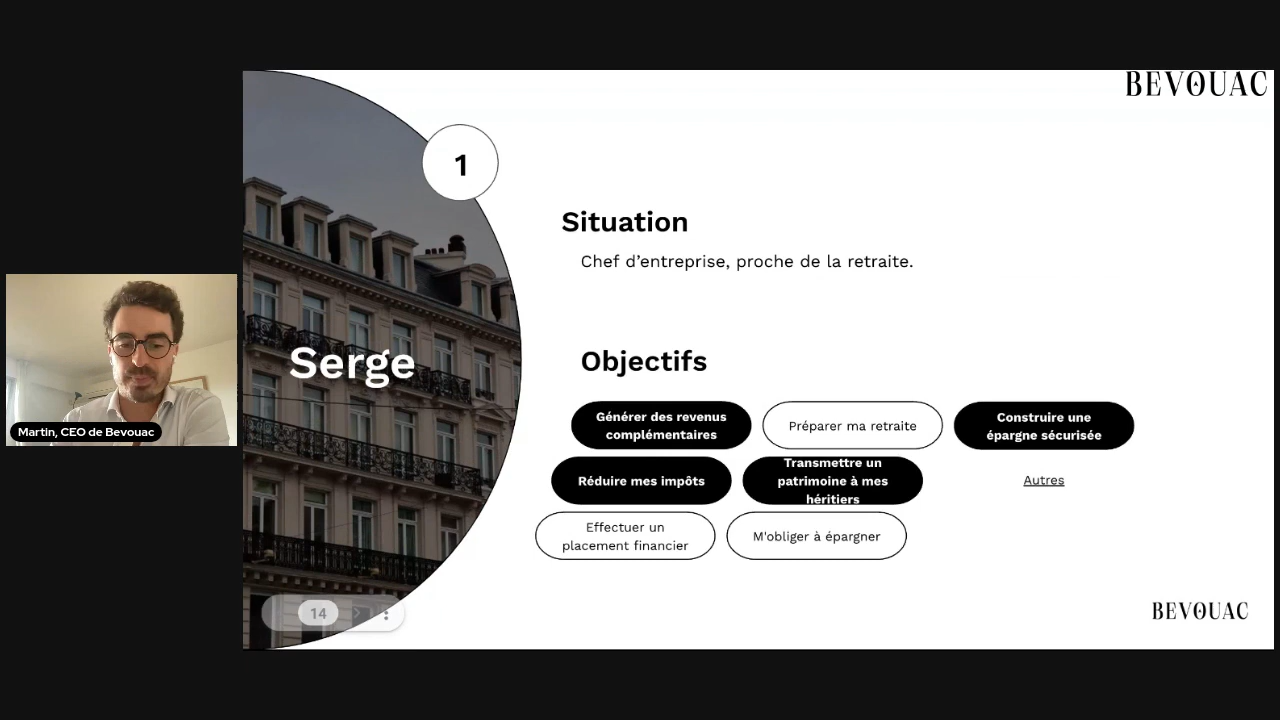 BEVOUAC
1
Situation
Chef d’entreprise, proche de la retraite.
Serge
Objectifs
Générer des revenus
complémentaires
Préparer ma retraite
Construire une
épargne sécurisée
Réduire mes impôts
Transmettre un
patrimoine à mes
héritiers
Autres
Effectuer un
placement financier
M'obliger à épargner
Martin, CEO de Bevouac
14
BEVOUAC